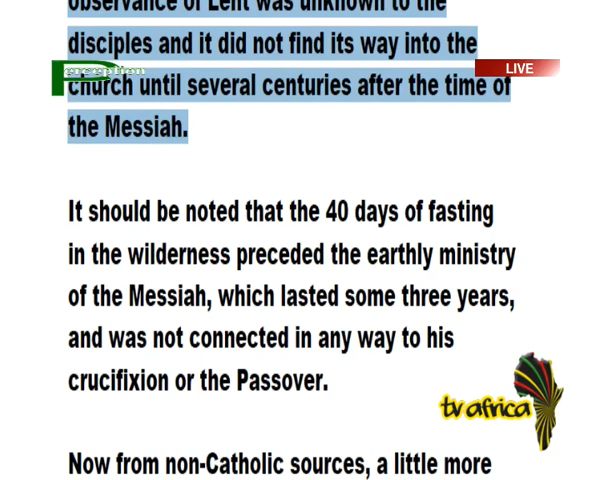 observance of Lent was unknown to the
disciples and it did not find its way into the
Perception
LIVE
church until several centuries after the time of
the Messiah.
It should be noted that the 40 days of fasting
in the wilderness preceded the earthly ministry
of the Messiah, which lasted some three years,
and was not connected in any way to his
crucifixion or the Passover.
tv africa
Now from non-Catholic sources, a little more